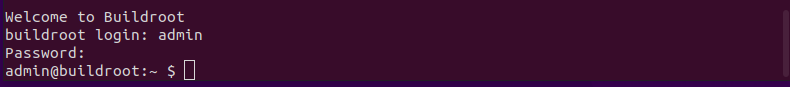 Welcome to Buildroot
buildroot login: admin
Password:
admin@buildroot:~ $